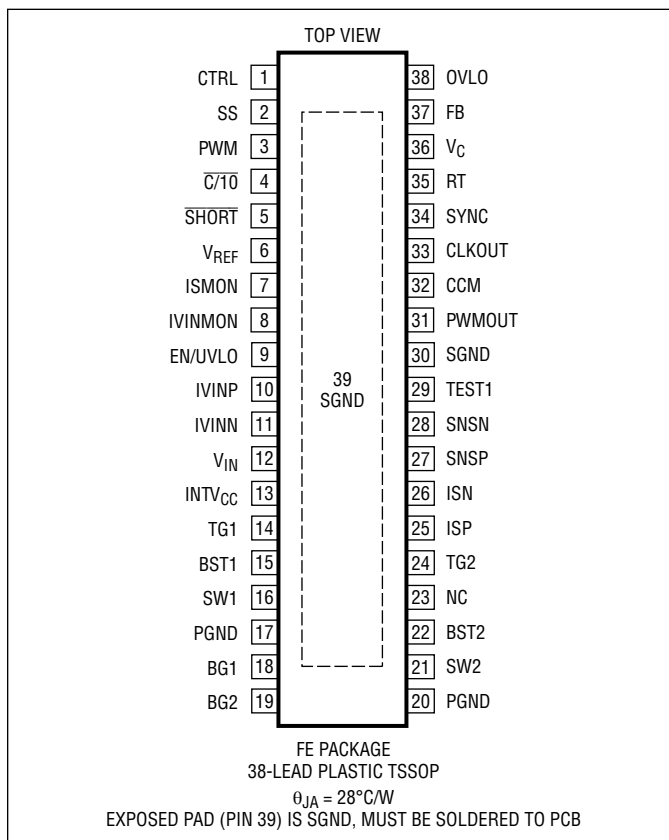 TOP VIEW
CTRL 1 38 OVLO
SS 2 37 FB
PWM 3 36 VC
C/10 4 35 RT
SHORT 5 34 SYNC
VREF 6 33 CLKOUT
ISMON 7 32 CCM
IVINMON 8 31 PWMOUT
EN/UVLO 9 30 SGND
IVINP 10 29 TEST1
IVINN 11 28 SNSN
VIN 12 27 SNSP
INTVCC 13 26 ISN
TG1 14 25 ISP
BST1 15 24 TG2
SW1 16 23 NC
PGND 17 22 BST2
BG1 18 21 SW2
BG2 19 20 PGND
39
SGND
FE PACKAGE
38-LEAD PLASTIC TSSOP
θJA = 28°C/W
EXPOSED PAD (PIN 39) IS SGND, MUST BE SOLDERED TO PCB